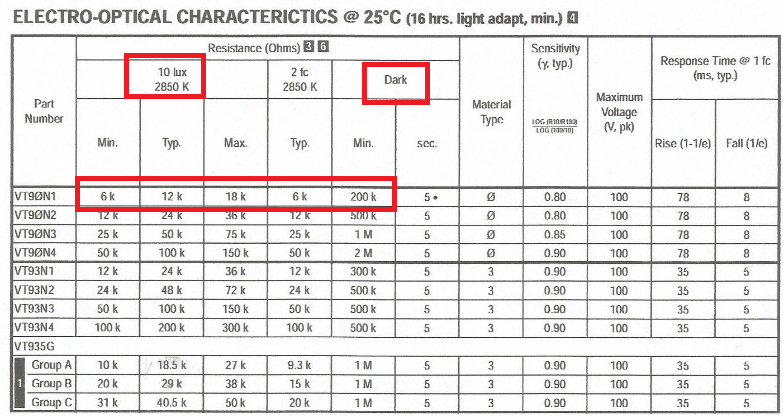 ELECTRO-OPTICAL CHARACTERICTICS @ 25°C (16 hrs. light adapt, min.) 4
Part Number Resistance (Ohms) 3 6 Material Type Sensitivity (γ, typ.) LOG (R10/R100) LOG (100/10) Maximum Voltage (V, pk) Response Time @ 1 fc (ms, typ.)
10 lux 2850 K 2 fc 2850 K Dark
Min. Typ. Max. Typ. Min. sec. Rise (1-1/e) Fall (1/e)
VT9ØN1 6 k 12 k 18 k 6 k 200 k 5 Ø 0.80 100 78 8
VT9ØN2 12 k 24 k 36 k 12 k 500 k 5 Ø 0.80 100 78 8
VT9ØN3 25 k 50 k 75 k 25 k 1 M 5 Ø 0.85 100 78 8
VT9ØN4 50 k 100 k 150 k 50 k 2 M 5 Ø 0.90 100 78 8
VT93N1 12 k 24 k 36 k 12 k 300 k 5 3 0.90 100 35 5
VT93N2 24 k 48 k 72 k 24 k 500 k 5 3 0.90 100 35 5
VT93N3 50 k 100 k 150 k 50 k 500 k 5 3 0.90 100 35 5
VT93N4 100 k 200 k 300 k 100 k 500 k 5 3 0.90 100 35 5
VT935G
1
Group A 10 k 18.5 k 27 k 9.3 k 1 M 5 3 0.90 100 35 5
Group B 20 k 29 k 38 k 15 k 1 M 5 3 0.90 100 35 5
Group C 31 k 40.5 k 50 k 20 k 1 M 5 3 0.90 100 35 5